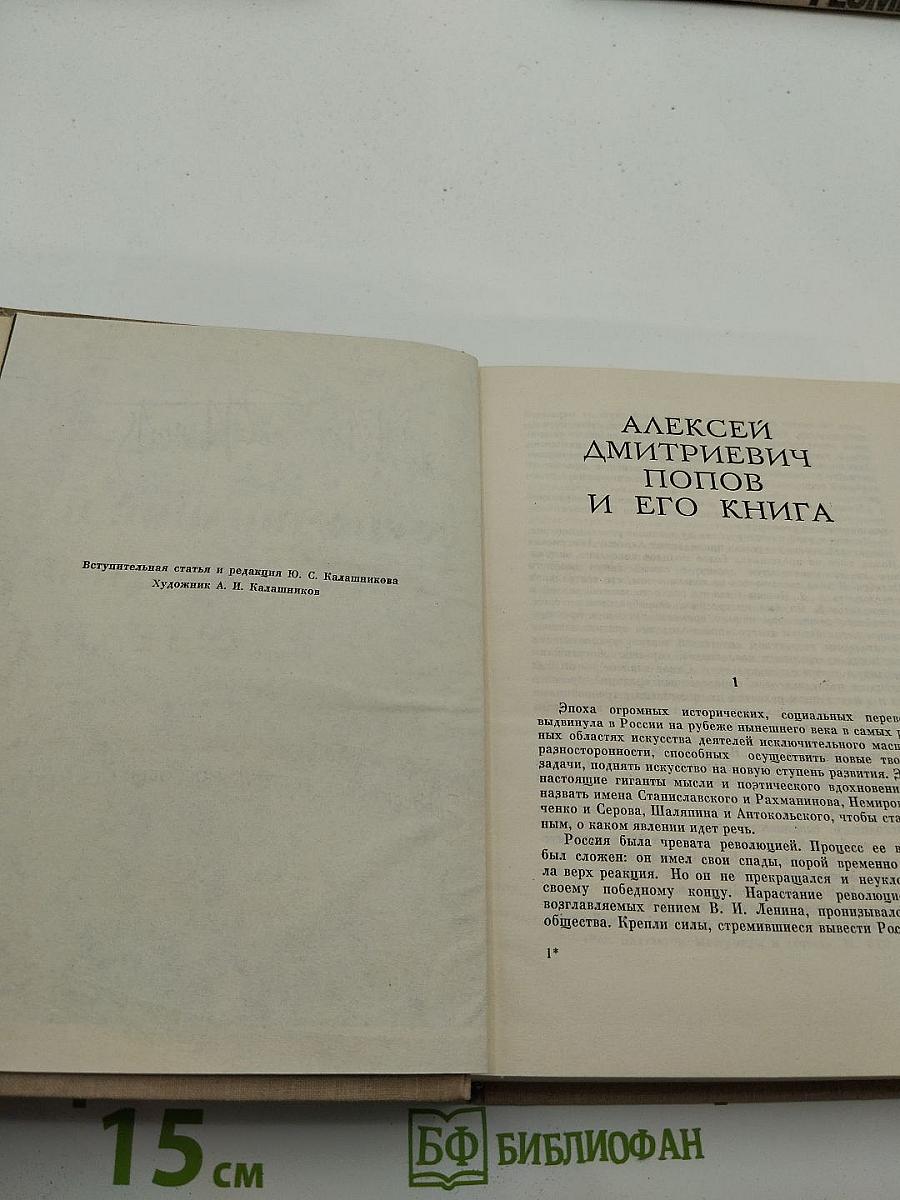 Вступительная статья и редакция Ю. С. Калашникова
Художник А. И. Калашников
АЛЕКСЕЙ
ДМИТРИЕВИЧ
ПОПОВ
И ЕГО КНИГА
1
Эпоха огромных исторических, социальных
выдвинула в России на рубеже нынешнего века в самых
ных областях искусства деятелей исключительного
разносторонности, способных осуществить новые
задачи, поднять искусство на новую ступень развития.
настоящие гиганты мысли и поэтического
назвать имена Станиславского и Рахманинова,
ченко и Серова, Шаляпина и Антокольского, чтобы
ным, о каком явлении идет речь.
Россия была чревата революцией. Процесс ее
был сложен: он имел свои спады, порой временно
ла верх реакция. Но он не прекращался и
своему победному концу. Нарастание
возглавляемых гением В. И. Ленина,
общества. Крепли силы, стремившиеся вывести
1*
15 см
БФ БИБЛИОФАН